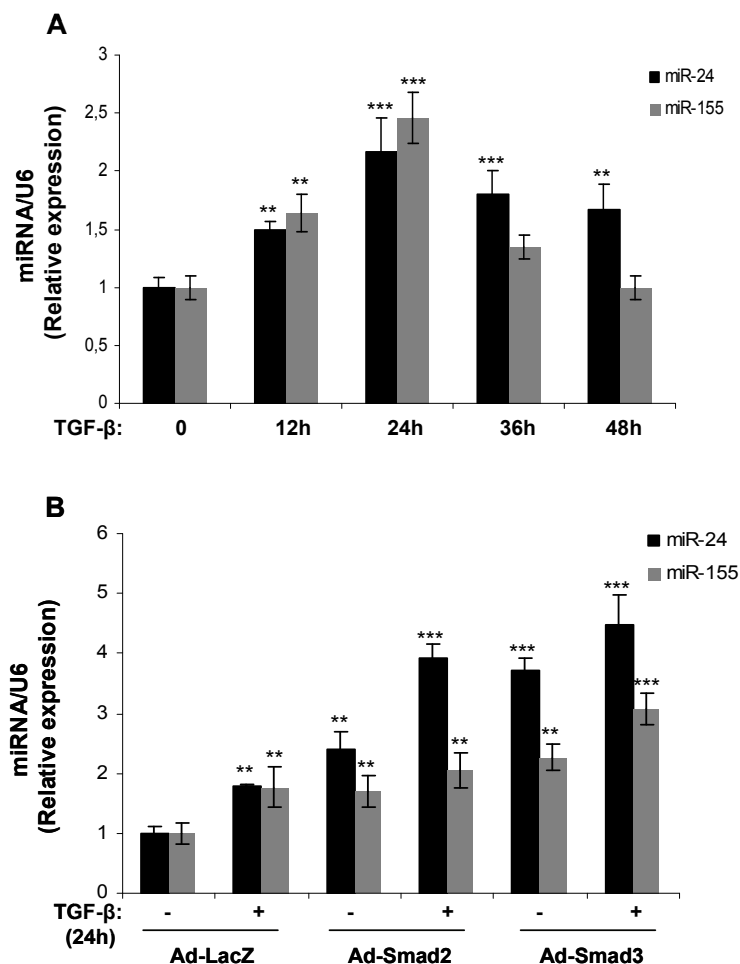 A
miRNA/U6
(Relative expression)
3
2,5
2
1,5
1
0,5
0
miR-24
miR-155
** **
*** ***
***
**
TGF-β: 0 12h 24h 36h 48h
B
miRNA/U6
(Relative expression)
6
5
4
3
2
1
0
miR-24
miR-155
** **
** **
*** **
*** **
*** ***
TGF-β: - + - + - +
(24h)
Ad-LacZ Ad-Smad2 Ad-Smad3